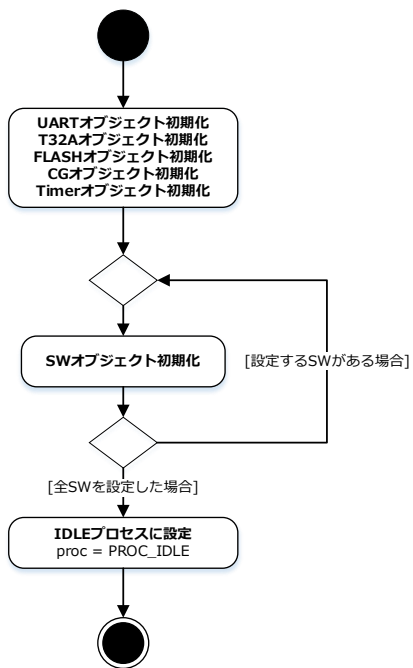 UARTオブジェクト初期化
T32Aオブジェクト初期化
FLASHオブジェクト初期化
CGオブジェクト初期化
Timerオブジェクト初期化
SWオブジェクト初期化
[設定するSWがある場合]
[全SWを設定した場合]
IDLEプロセスに設定
proc = PROC_IDLE